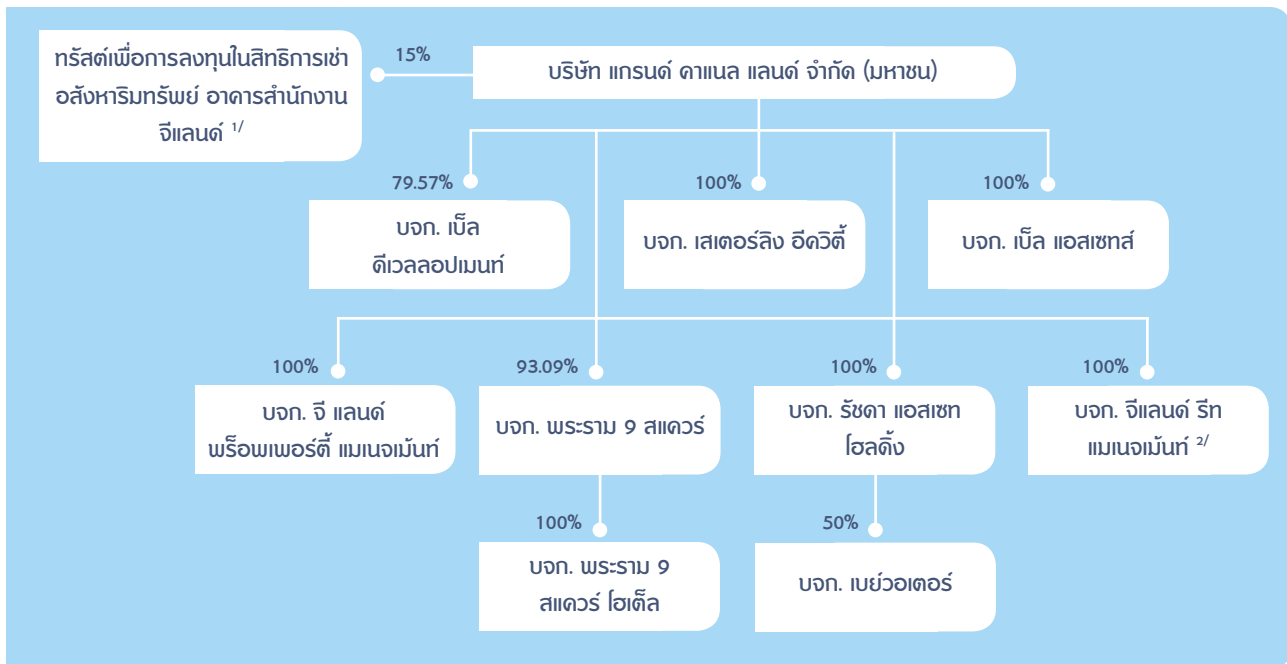 ทรัสต์เพื่อการลงทุนในสิทธิการเช่า
อสังหาริมทรัพย์ อาคารสำนักงาน
จีแลนด์ ¹/
15%
บริษัท แกรนด์ คาแนล แลนด์ จำกัด (มหาชน)
79.57%
บจก. เบ็ล
ดีเวลลอปเมนท์
100%
บจก. สเตอร์ลิง อีควิตี้
100%
บจก. เบ็ล แอสเซทส์
100%
บจก. จี แลนด์
พร็อพเพอร์ตี้ แมเนจเม้นท์
93.09%
บจก. พระราม 9 สแควร์
100%
บจก. รัชดา แอสเซท
โฮลดิ้ง
100%
บจก. จีแลนด์ รีท
แมเนจเม้นท์ ²/
100%
บจก. พระราม 9
สแควร์ โฮเต็ล
50%
บจก. เบย์วอเตอร์